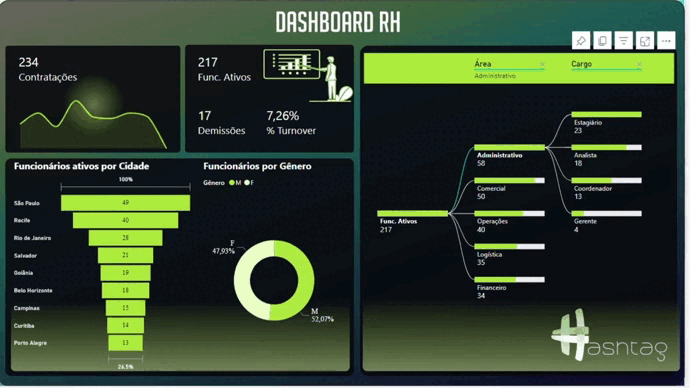 DASHBOARD RH
234
Contratações
217
Func. Ativos
17
Demissões
7,26%
% Turnover
Funcionários ativos por Cidade
100%
São Paulo 49
Recife 40
Rio de Janeiro 28
Salvador 21
Goiânia 19
Belo Horizonte 18
Campinas 15
Curitiba 14
Porto Alegre 13
26,5%
Funcionários por Gênero
Gênero M F
F
47,93%
M
52,07%
Área
Administrativo
Cargo
Func. Ativos
217
Administrativo
58
Comercial
50
Operações
40
Logística
35
Financeiro
34
Estagiário
23
Analista
18
Coordenador
13
Gerente
4
Hashtag